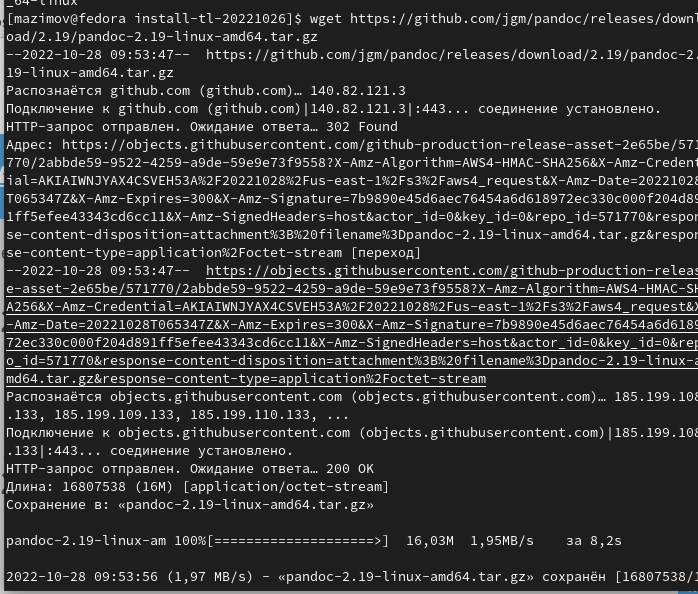 _64-linux
[mazimov@fedora install-tl-20221026]$ wget https://github.com/jgm/pandoc/releases/downl
oad/2.19/pandoc-2.19-linux-amd64.tar.gz
--2022-10-28 09:53:47--  https://github.com/jgm/pandoc/releases/download/2.19/pandoc-2.
19-linux-amd64.tar.gz
Распознаётся github.com (github.com)… 140.82.121.3
Подключение к github.com (github.com)|140.82.121.3|:443... соединение установлено.
HTTP-запрос отправлен. Ожидание ответа… 302 Found
Адрес: https://objects.githubusercontent.com/github-production-release-asset-2e65be/571
770/2abbde59-9522-4259-a9de-59e9e73f9558?X-Amz-Algorithm=AWS4-HMAC-SHA256&X-Amz-Credent
ial=AKIAIWNJYAX4CSVEH53A%2F20221028%2Fus-east-1%2Fs3%2Faws4_request&X-Amz-Date=20221028
T065347Z&X-Amz-Expires=300&X-Amz-Signature=7b9890e45d6aec76454a6d618972ec330c000f204d89
1ff5efee43343cd6cc11&X-Amz-SignedHeaders=host&actor_id=0&key_id=0&repo_id=571770&respon
se-content-disposition=attachment%3B%20filename%3Dpandoc-2.19-linux-amd64.tar.gz&respon
se-content-type=application%2Foctet-stream [переход]
--2022-10-28 09:53:47--  https://objects.githubusercontent.com/github-production-releas
e-asset-2e65be/571770/2abbde59-9522-4259-a9de-59e9e73f9558?X-Amz-Algorithm=AWS4-HMAC-SH
A256&X-Amz-Credential=AKIAIWNJYAX4CSVEH53A%2F20221028%2Fus-east-1%2Fs3%2Faws4_request&X
-Amz-Date=20221028T065347Z&X-Amz-Expires=300&X-Amz-Signature=7b9890e45d6aec76454a6d6189
72ec330c000f204d891ff5efee43343cd6cc11&X-Amz-SignedHeaders=host&actor_id=0&key_id=0&rep
o_id=571770&response-content-disposition=attachment%3B%20filename%3Dpandoc-2.19-linux-a
md64.tar.gz&response-content-type=application%2Foctet-stream
Распознаётся objects.githubusercontent.com (objects.githubusercontent.com)… 185.199.108
.133, 185.199.109.133, 185.199.110.133, ...
Подключение к objects.githubusercontent.com (objects.githubusercontent.com)|185.199.108
.133|:443... соединение установлено.
HTTP-запрос отправлен. Ожидание ответа… 200 OK
Длина: 16807538 (16M) [application/octet-stream]
Сохранение в: «pandoc-2.19-linux-amd64.tar.gz»
pandoc-2.19-linux-am 100%[====================>]  16,03M  1,95MB/s    за 8,2s
2022-10-28 09:53:56 (1,97 MB/s) - «pandoc-2.19-linux-amd64.tar.gz» сохранён [16807538/1